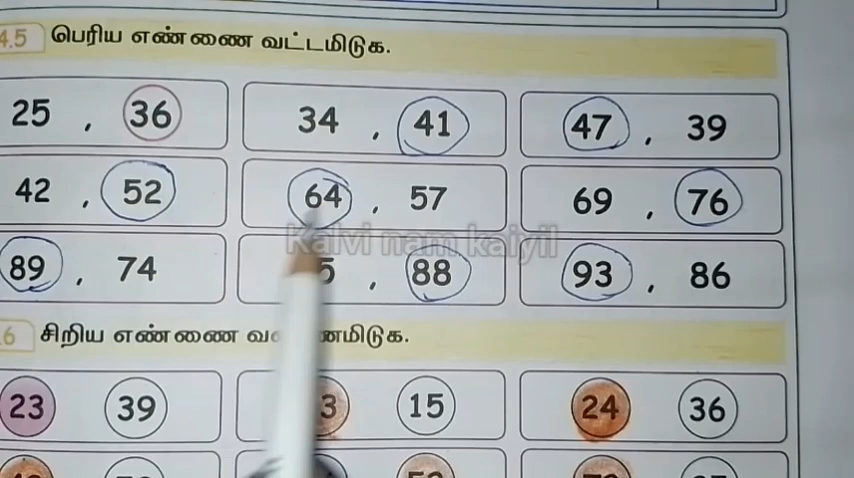 4.5 பெரிய எண்ணை வட்டமிடுக.
25 , 36 34 , 41 47 , 39
42 , 52 64 , 57 69 , 76
89 , 74 , 88 93 , 86
Kalvi nam kaiyil
6 சிறிய எண்ணை
23 39 15 24 36